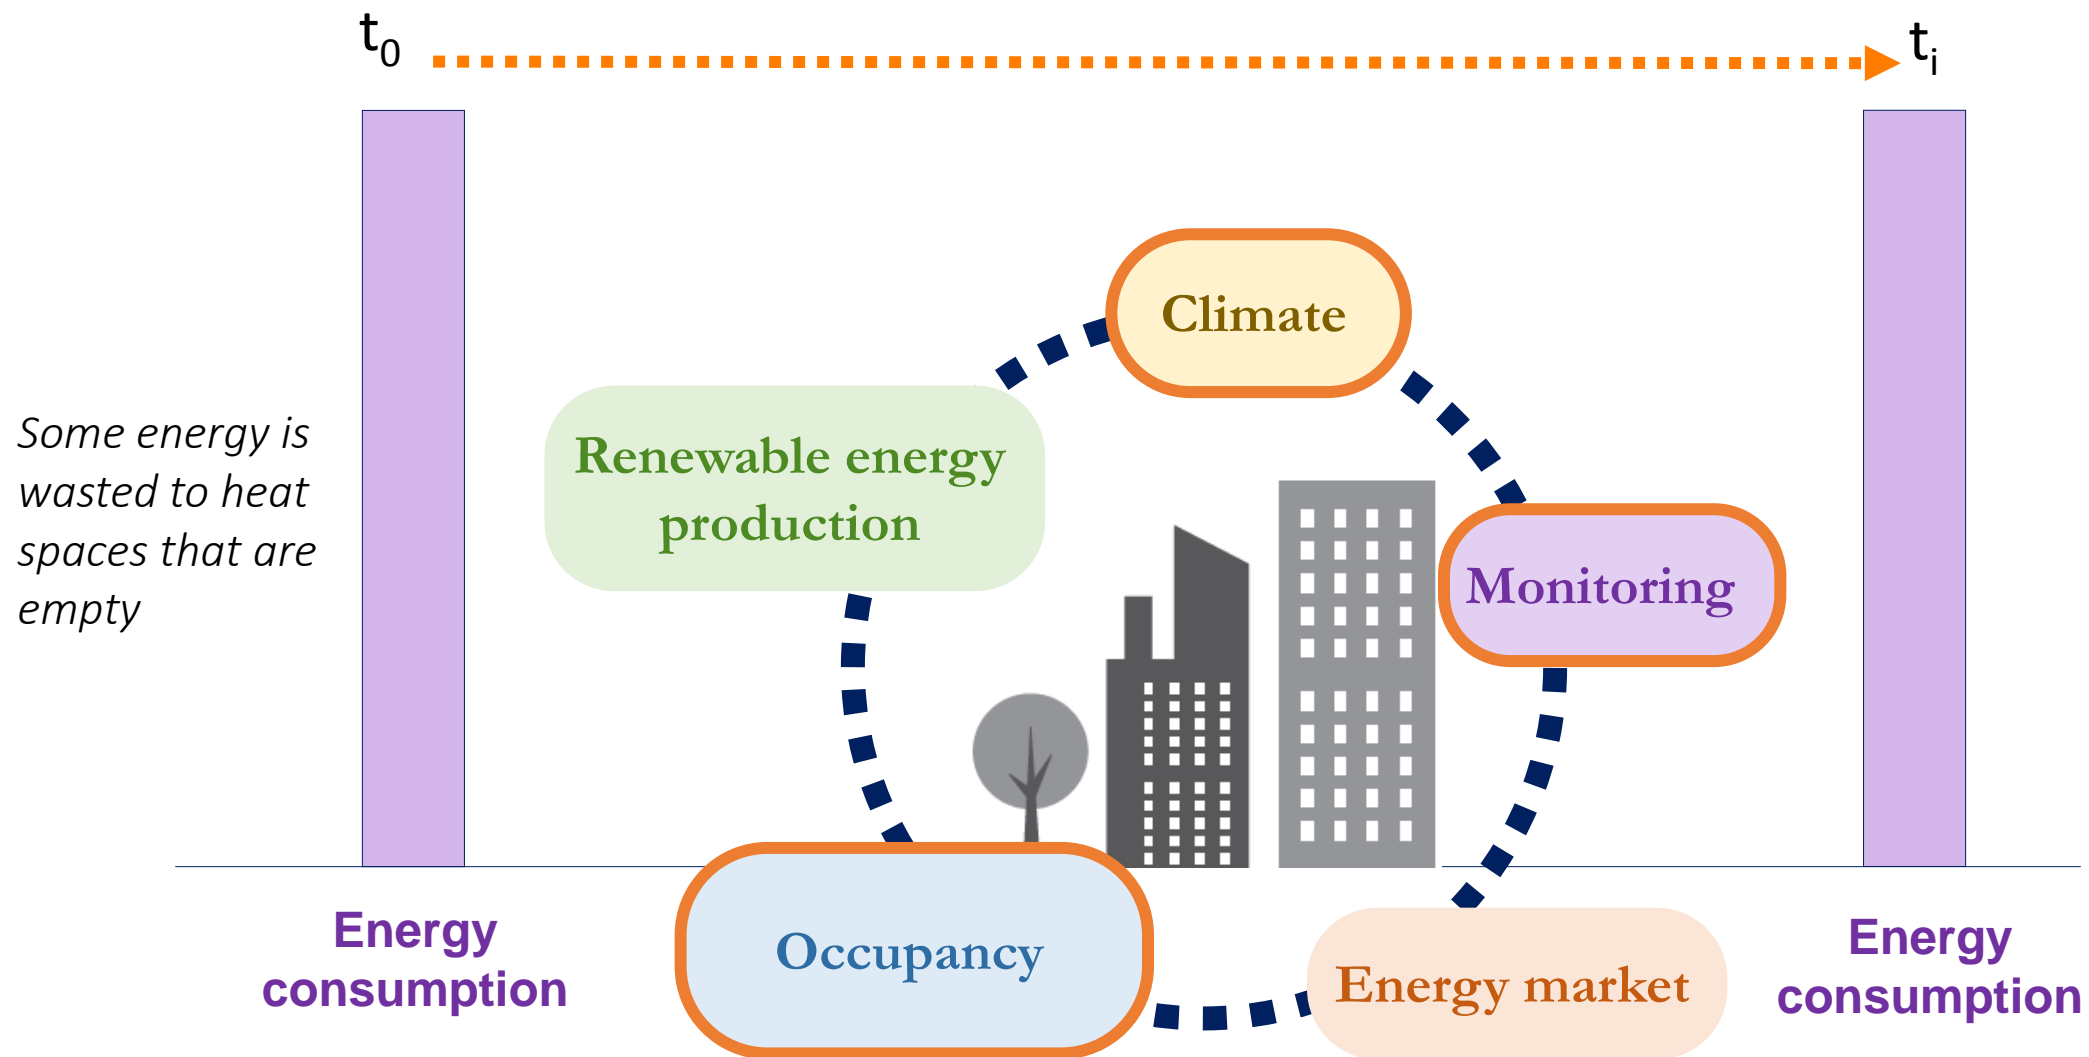 t₀
tᵢ
Climate
Some energy is
wasted to heat
spaces that are
empty
Renewable energy
production
Monitoring
Energy
consumption
Occupancy
Energy market
Energy
consumption